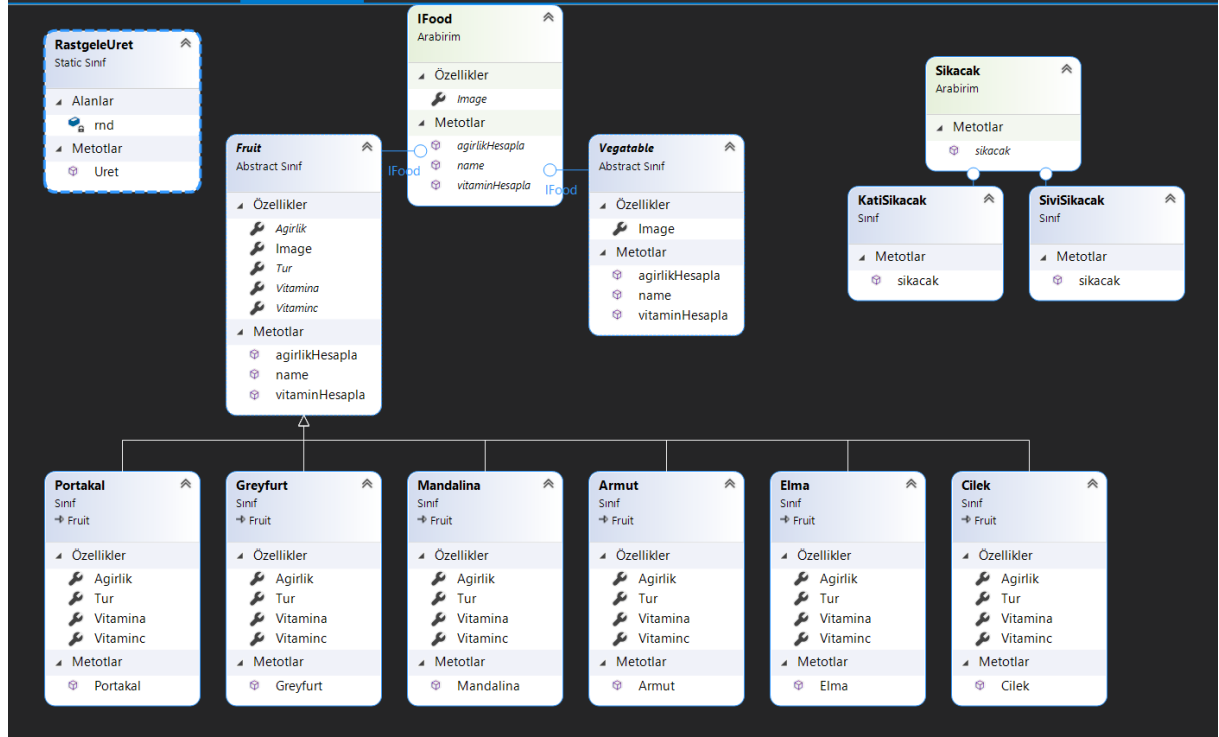 RastgeleUret
Static Sınıf
Alanlar
rnd
Metotlar
Uret
IFood
Arabirim
Özellikler
Image
Metotlar
agirlikHesapla
name
vitaminHesapla
Fruit
Abstract Sınıf
Özellikler
Agirlik
Image
Tur
Vitamina
Vitaminc
Metotlar
agirlikHesapla
name
vitaminHesapla
IFood
IFood
Vegatable
Abstract Sınıf
Özellikler
Image
Metotlar
agirlikHesapla
name
vitaminHesapla
Sikacak
Arabirim
Metotlar
sikacak
KatiSikacak
Sınıf
Metotlar
sikacak
SiviSikacak
Sınıf
Metotlar
sikacak
Portakal
Sınıf
Fruit
Özellikler
Agirlik
Tur
Vitamina
Vitaminc
Metotlar
Portakal
Greyfurt
Sınıf
Fruit
Özellikler
Agirlik
Tur
Vitamina
Vitaminc
Metotlar
Greyfurt
Mandalina
Sınıf
Fruit
Özellikler
Agirlik
Tur
Vitamina
Vitaminc
Metotlar
Mandalina
Armut
Sınıf
Fruit
Özellikler
Agirlik
Tur
Vitamina
Vitaminc
Metotlar
Armut
Elma
Sınıf
Fruit
Özellikler
Agirlik
Tur
Vitamina
Vitaminc
Metotlar
Elma
Cilek
Sınıf
Fruit
Özellikler
Agirlik
Tur
Vitamina
Vitaminc
Metotlar
Cilek